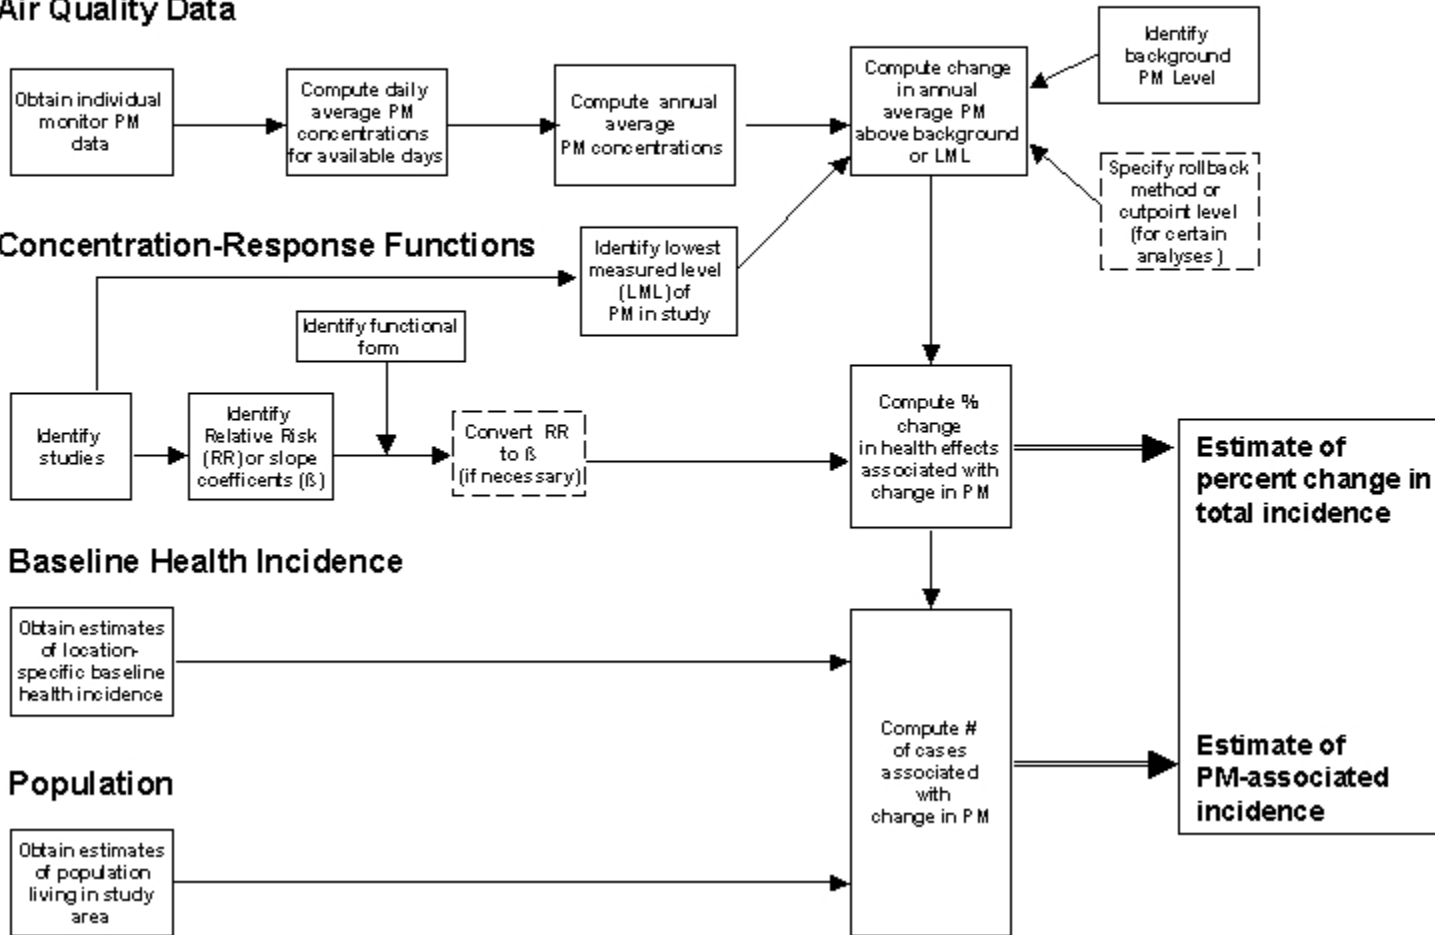 Air Quality Data
Obtain individual
monitor PM
data
Compute daily
average PM
concentrations
for available days
Compute annual
average
PM concentrations
Compute change
in annual
average PM
above background
or LML
Identify
background
PM Level
Specify rollback
method or
cutpoint level
(for certain
analyses)
Concentration-Response Functions
Identify lowest
measured level
(LML) of
PM in study
Identify functional
form
Identify
studies
Identify
Relative Risk
(RR) or slope
coefficents (ß)
Convert RR
to ß
(if necessary)
Compute %
change
in health effects
associated with
change in PM
Estimate of
percent change in
total incidence
Baseline Health Incidence
Obtain estimates
of location-
specific baseline
health incidence
Compute #
of cases
associated
with
change in PM
Estimate of
PM-associated
incidence
Population
Obtain estimates
of population
living in study
area